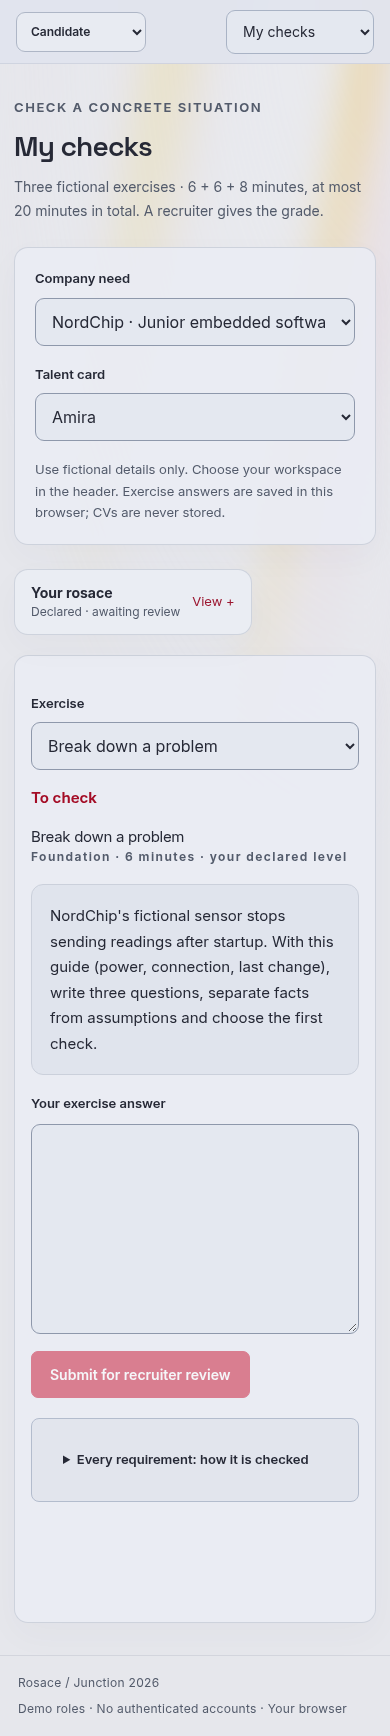 Candidate
My checks
CHECK A CONCRETE SITUATION
My checks
Three fictional exercises · 6 + 6 + 8 minutes, at most
20 minutes in total. A recruiter gives the grade.
Company need
NordChip · Junior embedded softwa
Talent card
Amira
Use fictional details only. Choose your workspace
in the header. Exercise answers are saved in this
browser; CVs are never stored.
Your rosace
Declared · awaiting review
View +
Exercise
Break down a problem
To check
Break down a problem
Foundation · 6 minutes · your declared level
NordChip's fictional sensor stops
sending readings after startup. With this
guide (power, connection, last change),
write three questions, separate facts
from assumptions and choose the first
check.
Your exercise answer
Submit for recruiter review
Every requirement: how it is checked
Rosace / Junction 2026
Demo roles · No authenticated accounts · Your browser